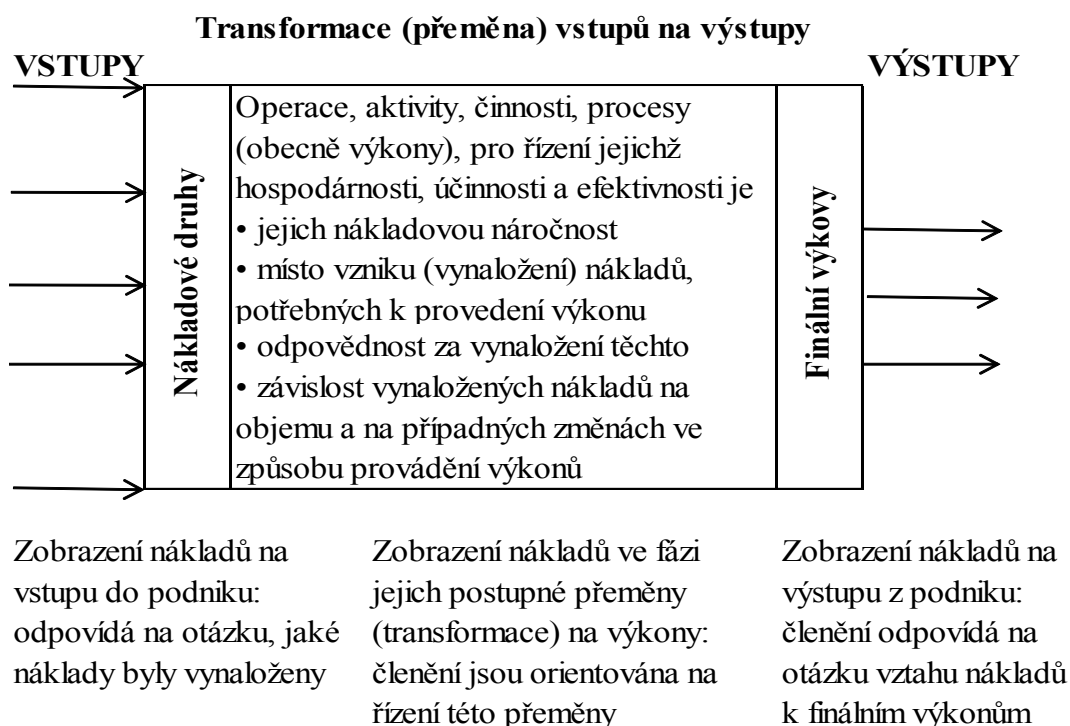 Transformace (přeměna) vstupů na výstupy
VSTUPY
VÝSTUPY
Nákladové druhy
Operace, aktivity, činnosti, procesy
(obecně výkony), pro řízení jejichž
hospodárnosti, účinnosti a efektivnosti je
• jejich nákladovou náročnost
• místo vzniku (vynaložení) nákladů,
potřebných k provedení výkonu
• odpovědnost za vynaložení těchto
• závislost vynaložených nákladů na
objemu a na případných změnách ve
způsobu provádění výkonů
Finální výkovy
Zobrazení nákladů na
vstupu do podniku:
odpovídá na otázku, jaké
náklady byly vynaloženy
Zobrazení nákladů ve fázi
jejich postupné přeměny
(transformace) na výkony:
členění jsou orientována na
řízení této přeměny
Zobrazení nákladů na
výstupu z podniku:
členění odpovídá na
otázku vztahu nákladů
k finálním výkonům